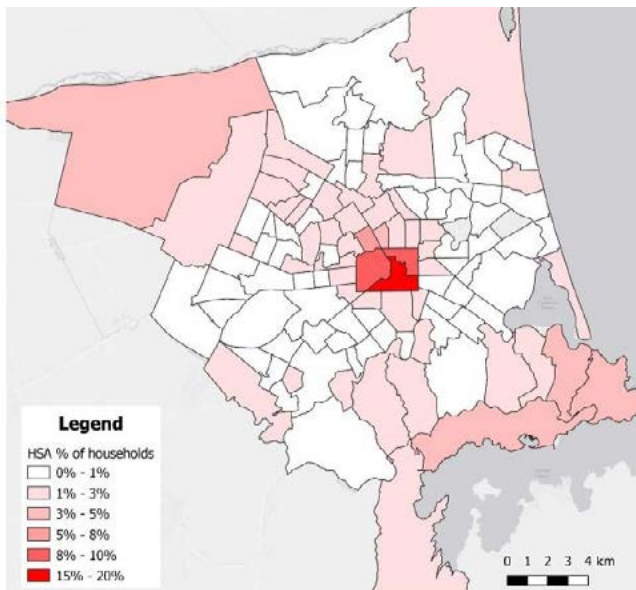 Legend
HSA % of households
0% - 1%
1% - 3%
3% - 5%
5% - 8%
8% - 10%
15% - 20%
0 1 2 3 4 km